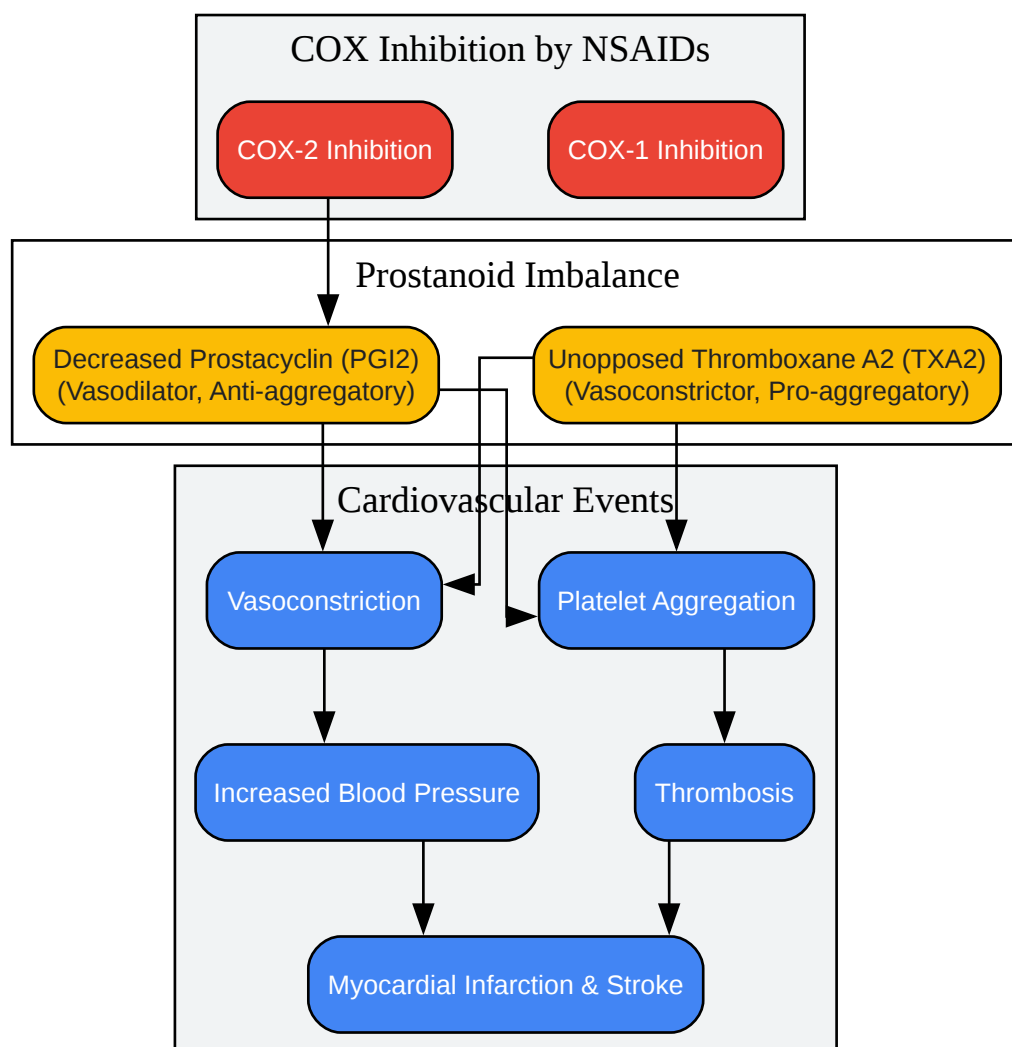 COX Inhibition by NSAIDs
COX-2 Inhibition
COX-1 Inhibition
Prostanoid Imbalance
Decreased Prostacyclin (PGI2)
(Vasodilator, Anti-aggregatory)
Unopposed Thromboxane A2 (TXA2)
(Vasoconstrictor, Pro-aggregatory)
Cardiovascular Events
Vasoconstriction
Platelet Aggregation
Increased Blood Pressure
Thrombosis
Myocardial Infarction & Stroke